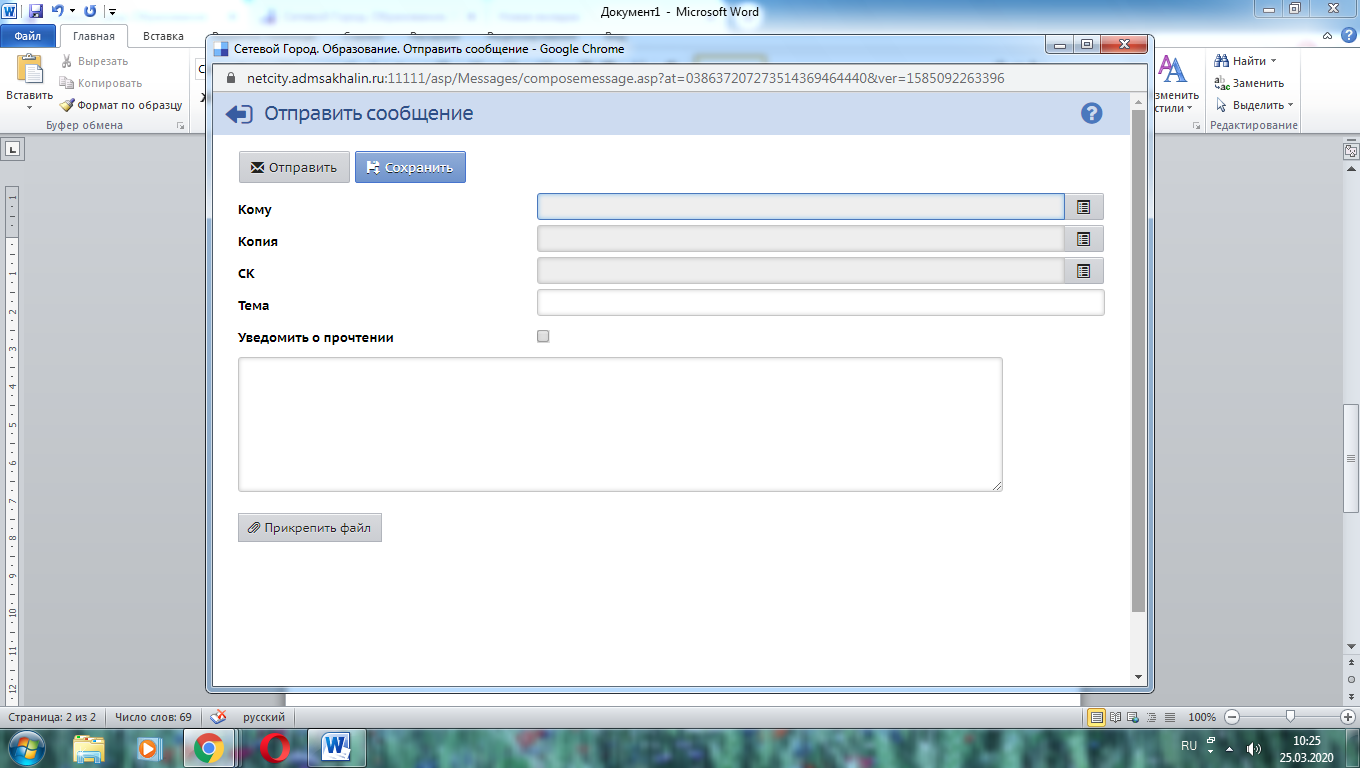 Документ1 - Microsoft Word
Файл
Главная
Вставка
Сетевой Город. Образование. Отправить сообщение - Google Chrome
netcity.admsakhalin.ru:11111/asp/Messages/composemessage.asp?at=038637207273514369464440&ver=1585092263396
Вставить
Вырезать
Копировать
Формат по образцу
Буфер обмена
зменить
стили
Найти
Заменить
Выделить
Редактирование
Отправить сообщение
Отправить
Сохранить
Кому
Копия
СК
Тема
Уведомить о прочтении
Прикрепить файл
Страница: 2 из 2
Число слов: 69
русский
100%
RU
10:25
25.03.2020